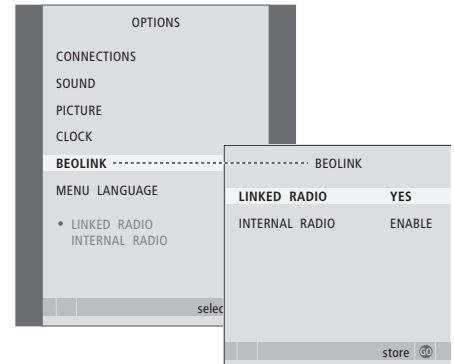 OPTIONS
CONNECTIONS
SOUND
PICTURE
CLOCK
BEOLINK
MENU LANGUAGE
• LINKED RADIO
INTERNAL RADIO
selec
BEOLINK
LINKED RADIO YES
INTERNAL RADIO ENABLE
store GO